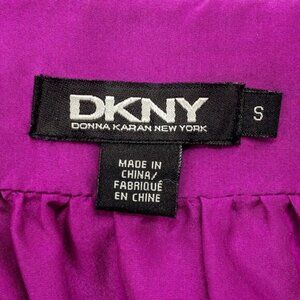 DKNY
DONNA KARAN NEW YORK
S
MADE IN
CHINA/
FABRIQUÉ
EN CHINE